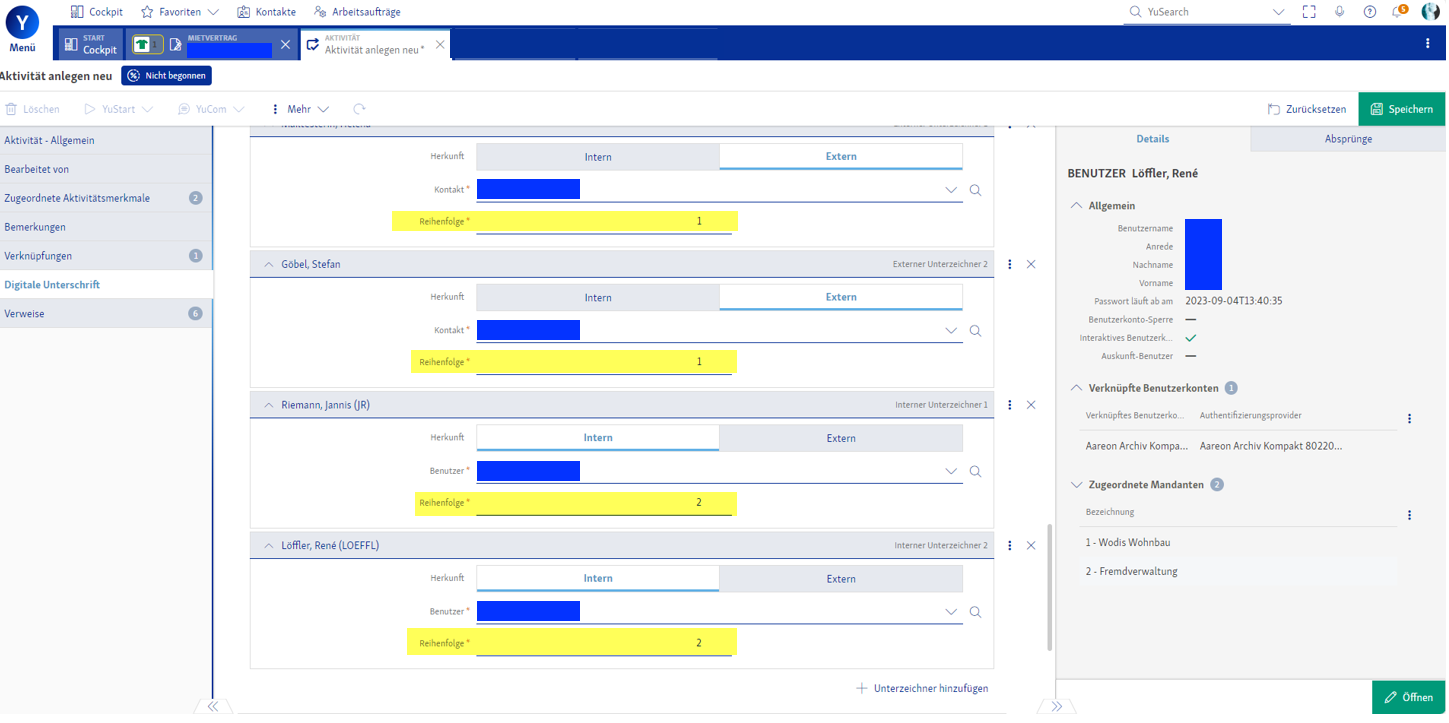 Y Menü
Cockpit Favoriten Kontakte Arbeitsaufträge YuSearch 5
START
Cockpit
1
MIETVERTRAG
AKTIVITÄT
Aktivität anlegen neu *
Aktivität anlegen neu Nicht begonnen
Löschen YuStart YuCom Mehr Zurücksetzen Speichern
Aktivität - Allgemein
Bearbeitet von
Zugeordnete Aktivitätsmerkmale 2
Bemerkungen
Verknüpfungen 1
Digitale Unterschrift
Verweise 6
Herkunft Intern Extern
Kontakt *
Reihenfolge * 1
Göbel, Stefan Externer Unterzeichner 2
Herkunft Intern Extern
Kontakt *
Reihenfolge * 1
Riemann, Jannis (JR) Interner Unterzeichner 1
Herkunft Intern Extern
Benutzer *
Reihenfolge * 2
Löffler, René (LOEFFL) Interner Unterzeichner 2
Herkunft Intern Extern
Benutzer *
Reihenfolge * 2
Unterzeichner hinzufügen
Details Absprünge
BENUTZER Löffler, René
Allgemein
Benutzername
Anrede
Nachname
Vorname
Passwort läuft ab am 2023-09-04T13:40:35
Benutzerkonto-Sperre —
Interaktives Benutzerk...
Auskunft-Benutzer —
Verknüpfte Benutzerkonten 1
Verknüpftes Benutzerko... Authentifizierungsprovider
Aareon Archiv Kompa... Aareon Archiv Kompakt 80220...
Zugeordnete Mandanten 2
Bezeichnung
1 - Wodis Wohnbau
2 - Fremdverwaltung
Öffnen